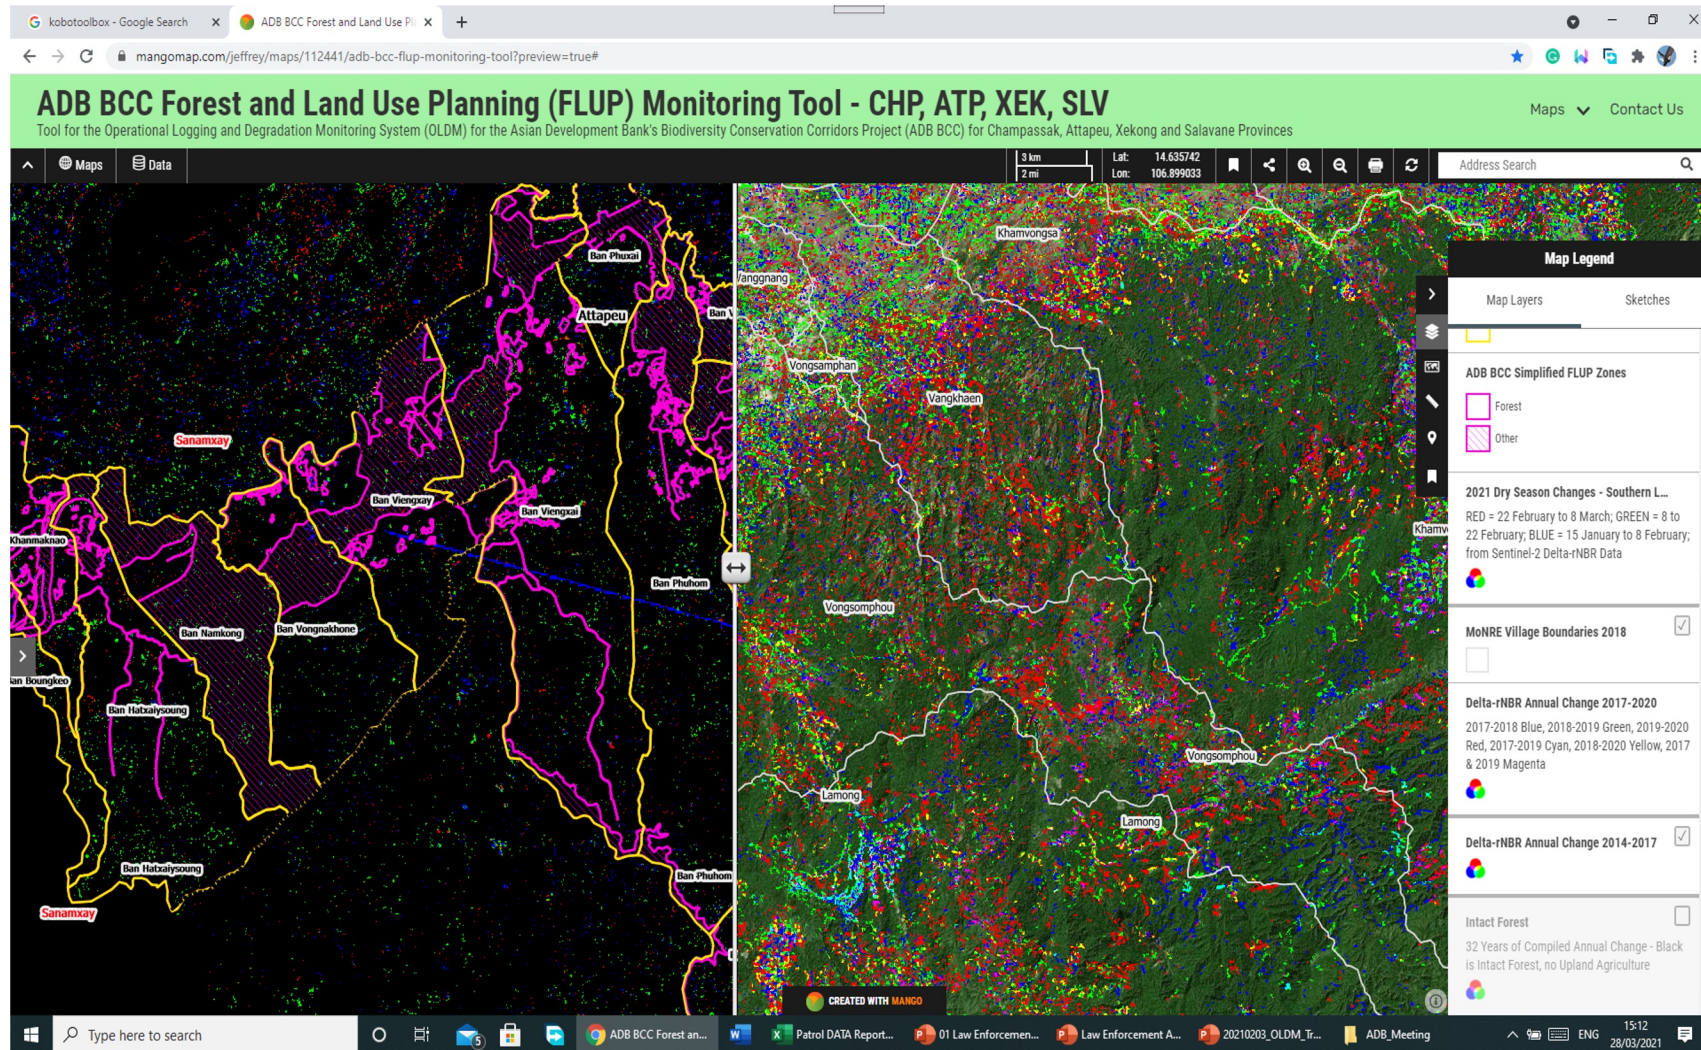 kobotoolbox - Google Search
ADB BCC Forest and Land Use Pl
mangomap.com/jeffrey/maps/112441/adb-bcc-flup-monitoring-tool?preview=true#
ADB BCC Forest and Land Use Planning (FLUP) Monitoring Tool - CHP, ATP, XEK, SLV
Tool for the Operational Logging and Degradation Monitoring System (OLDM) for the Asian Development Bank's Biodiversity Conservation Corridors Project (ADB BCC) for Champassak, Attapeu, Xekong and Salavane Provinces
Maps
Contact Us
Maps
Data
3 km
2 mi
Lat: 14.635742
Lon: 106.899033
Address Search
Ban Phuxai
Attapeu
Ban V
Sanamxay
Ban Viengxay
Ban Viengxai
Khanmaknao
Ban Phuhom
Ban Namkong
Ban Vongnakhone
an Boungkeo
Ban Hatxaiysoung
Ban Hatxaiysoung
Ban Phuhom
Sanamxay
Khamvongsa
Vanggnang
Vongsamphan
Vangkhaen
Khamv
Vongsomphou
Vongsomphou
Lamong
Lamong
CREATED WITH MANGO
Map Legend
Map Layers
Sketches
ADB BCC Simplified FLUP Zones
Forest
Other
2021 Dry Season Changes - Southern L...
RED = 22 February to 8 March; GREEN = 8 to
22 February; BLUE = 15 January to 8 February;
from Sentinel-2 Delta-rNBR Data
MoNRE Village Boundaries 2018
Delta-rNBR Annual Change 2017-2020
2017-2018 Blue, 2018-2019 Green, 2019-2020
Red, 2017-2019 Cyan, 2018-2020 Yellow, 2017
& 2019 Magenta
Delta-rNBR Annual Change 2014-2017
Intact Forest
32 Years of Compiled Annual Change - Black
is Intact Forest, no Upland Agriculture
Type here to search
5
ADB BCC Forest an...
Patrol DATA Report...
01 Law Enforcemen...
Law Enforcement A...
20210203_OLDM_Tr...
ADB_Meeting
ENG
15:12
28/03/2021